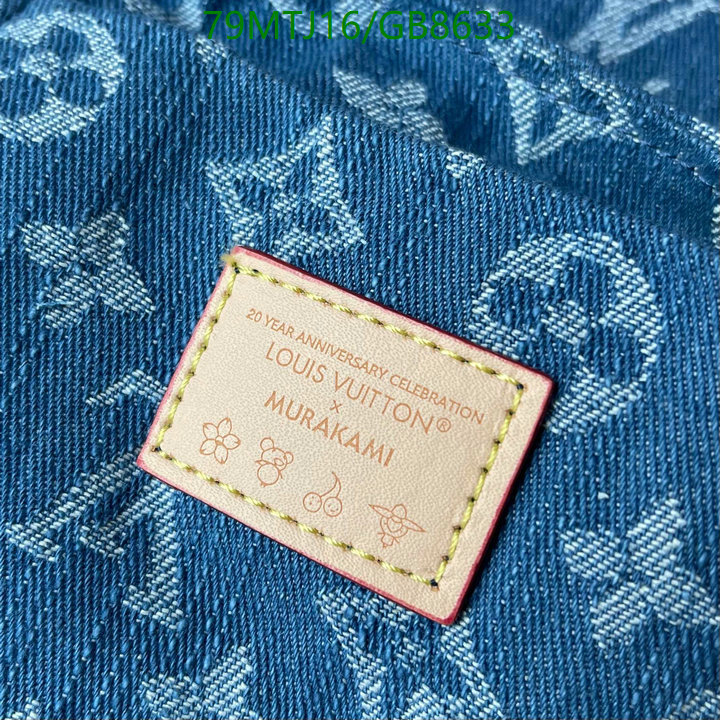 79MTJ16/GB8633
20 YEAR ANNIVERSARY CELEBRATION
LOUIS VUITTON®
×
MURAKAMI